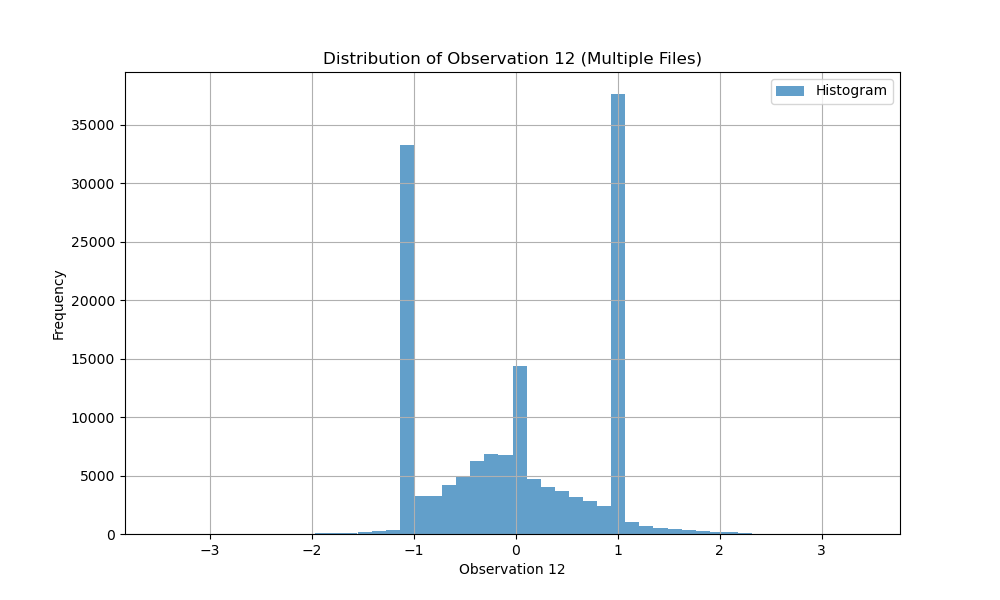 Distribution of Observation 12 (Multiple Files)
Histogram
35000
30000
25000
20000
15000
10000
5000
0
Frequency
−3 −2 −1 0 1 2 3
Observation 12